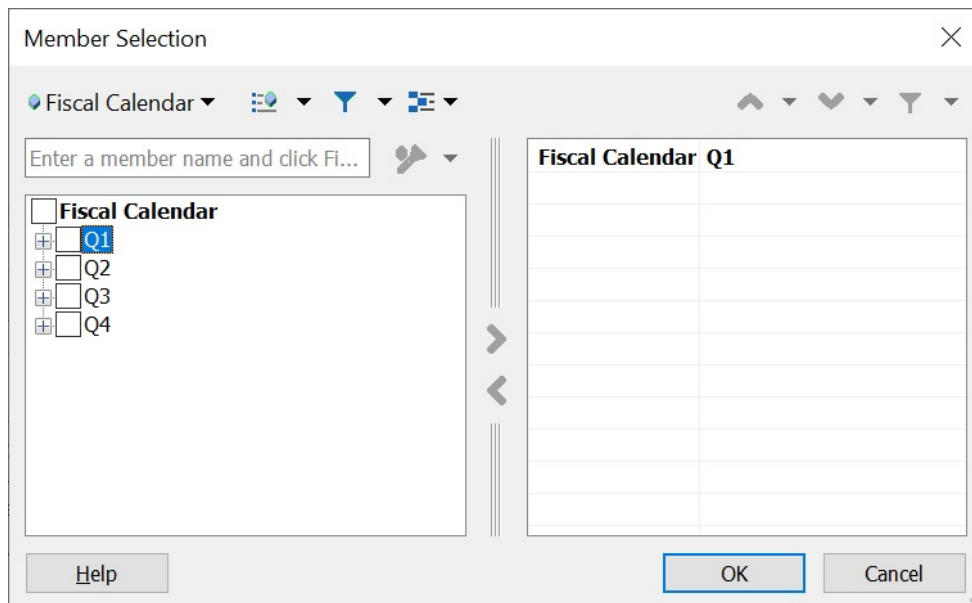 Member Selection
Fiscal Calendar
Enter a member name and click Fi...
Fiscal Calendar
Q1
Q2
Q3
Q4
Fiscal Calendar Q1
Help
OK
Cancel